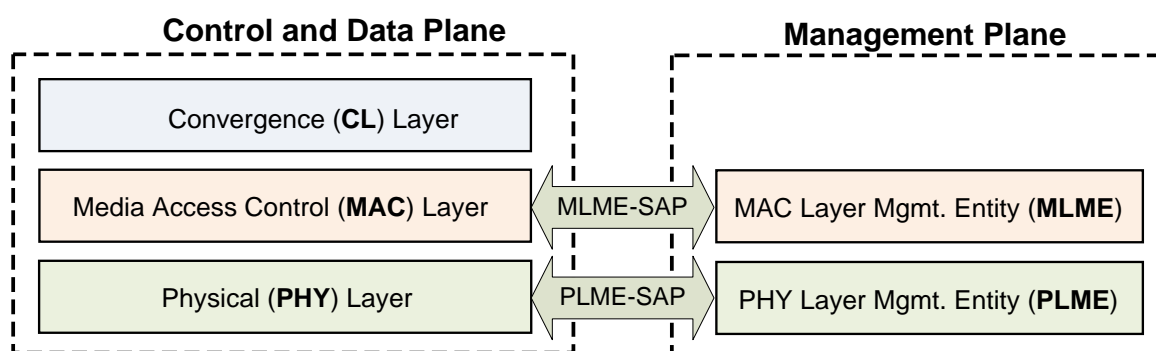 Control and Data Plane
Management Plane
Convergence (CL) Layer
Media Access Control (MAC) Layer
MLME-SAP
MAC Layer Mgmt. Entity (MLME)
Physical (PHY) Layer
PLME-SAP
PHY Layer Mgmt. Entity (PLME)